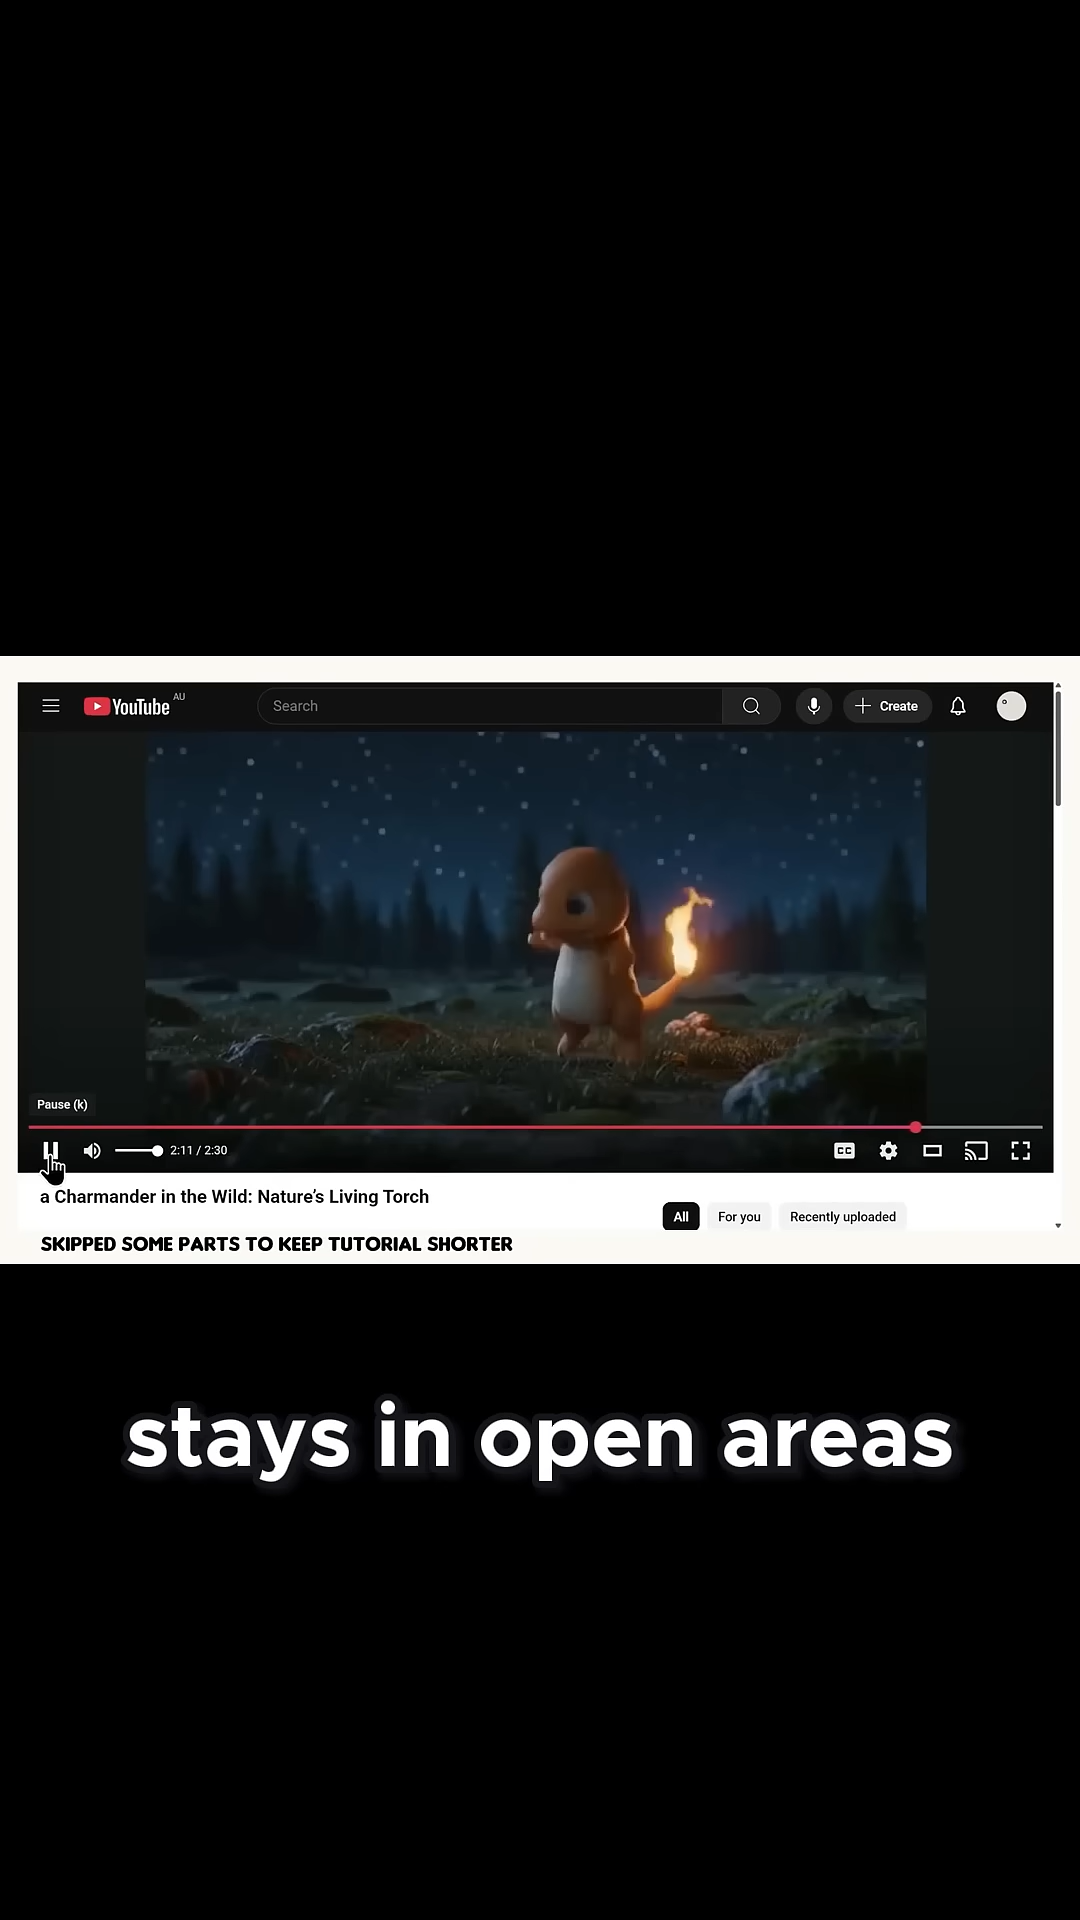 YouTube AU
Search
Create
Pause (k)
2:11 / 2:30
CC
a Charmander in the Wild: Nature’s Living Torch
All
For you
Recently uploaded
SKIPPED SOME PARTS TO KEEP TUTORIAL SHORTER
stays in open areas